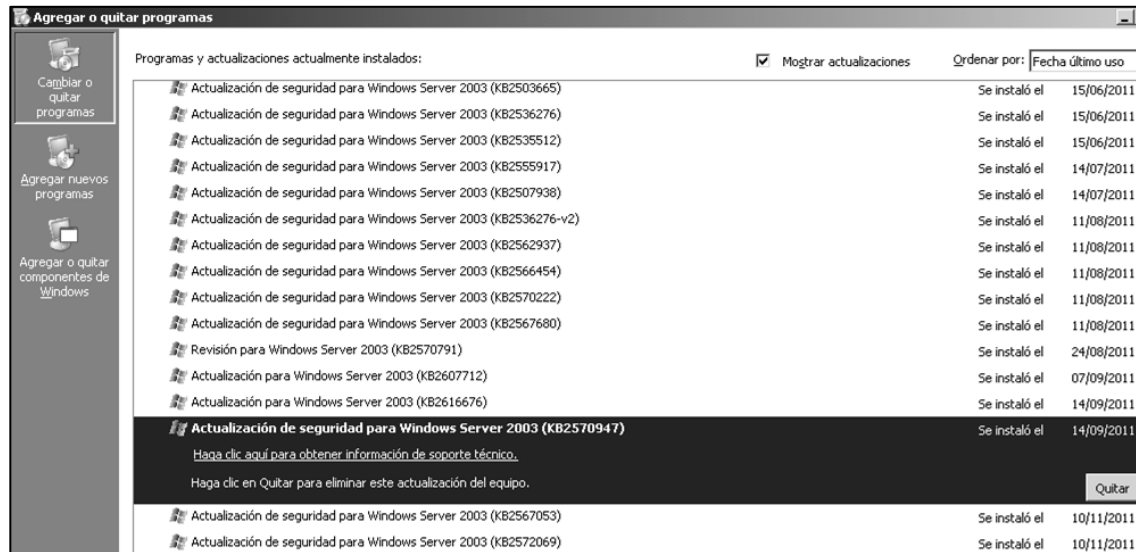 Agregar o quitar programas
Cambiar o
quitar
programas
Agregar nuevos
programas
Agregar o quitar
componentes de
Windows
Programas y actualizaciones actualmente instalados:
Mostrar actualizaciones
Ordenar por: Fecha último uso
Actualización de seguridad para Windows Server 2003 (KB2503665) Se instaló el 15/06/2011
Actualización de seguridad para Windows Server 2003 (KB2536276) Se instaló el 15/06/2011
Actualización de seguridad para Windows Server 2003 (KB2535512) Se instaló el 15/06/2011
Actualización de seguridad para Windows Server 2003 (KB2555917) Se instaló el 14/07/2011
Actualización de seguridad para Windows Server 2003 (KB2507938) Se instaló el 14/07/2011
Actualización de seguridad para Windows Server 2003 (KB2536276-v2) Se instaló el 11/08/2011
Actualización de seguridad para Windows Server 2003 (KB2562937) Se instaló el 11/08/2011
Actualización de seguridad para Windows Server 2003 (KB2566454) Se instaló el 11/08/2011
Actualización de seguridad para Windows Server 2003 (KB2570222) Se instaló el 11/08/2011
Actualización de seguridad para Windows Server 2003 (KB2567680) Se instaló el 11/08/2011
Revisión para Windows Server 2003 (KB2570791) Se instaló el 24/08/2011
Actualización para Windows Server 2003 (KB2607712) Se instaló el 07/09/2011
Actualización para Windows Server 2003 (KB2616676) Se instaló el 14/09/2011
Actualización de seguridad para Windows Server 2003 (KB2570947) Se instaló el 14/09/2011
Haga clic aquí para obtener información de soporte técnico.
Haga clic en Quitar para eliminar este actualización del equipo. Quitar
Actualización de seguridad para Windows Server 2003 (KB2567053) Se instaló el 10/11/2011
Actualización de seguridad para Windows Server 2003 (KB2572069) Se instaló el 10/11/2011